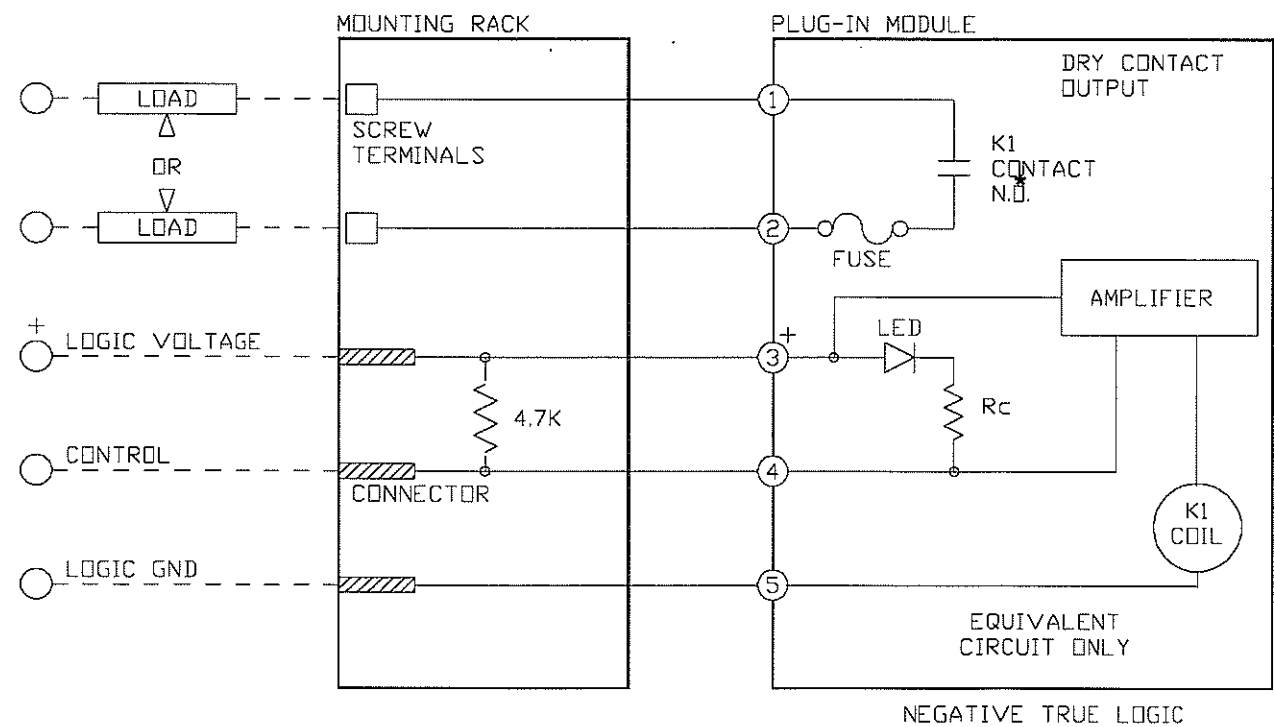 MOUNTING RACK
PLUG-IN MODULE
DRY CONTACT
OUTPUT
LOAD
1
SCREW
TERMINALS
OR
K1
CONTACT
*
N.O.
LOAD
2
FUSE
AMPLIFIER
+
LOGIC VOLTAGE
+
3
LED
4.7K
Rc
CONTROL
4
CONNECTOR
K1
COIL
LOGIC GND
5
EQUIVALENT
CIRCUIT ONLY
NEGATIVE TRUE LOGIC